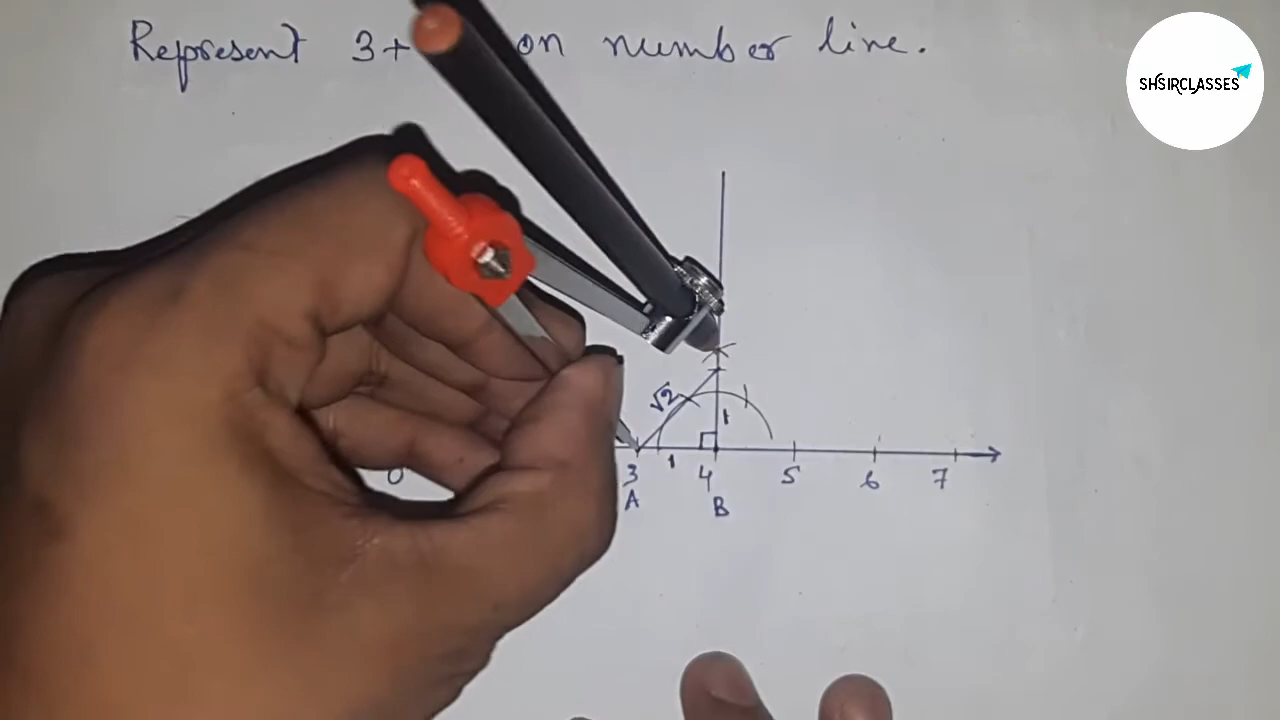 Represent 3+ on number line.
SHSIRCLASSES
√2
1
1
0 3 4 5 6 7
A B